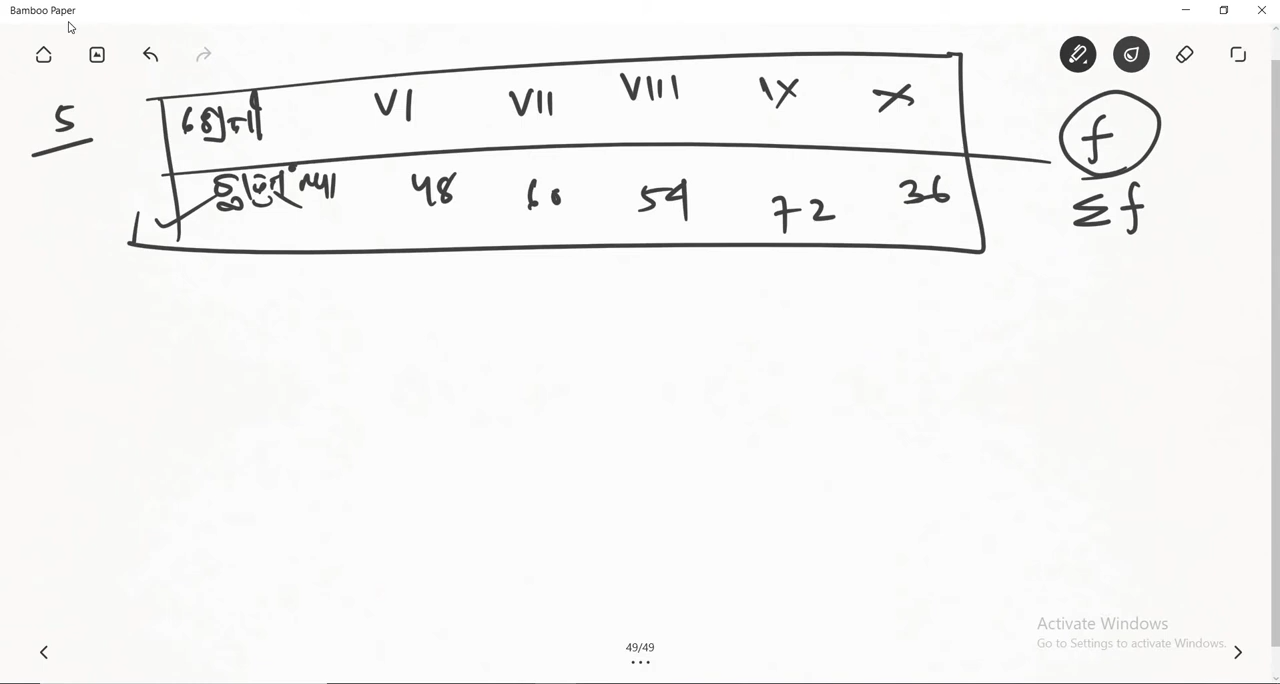 Bamboo Paper
5 ଶ୍ରେଣୀ VI VII VIII IX X
48 60 54 72 36
f
Σf
Activate Windows
Go to Settings to activate Windows.
49/49